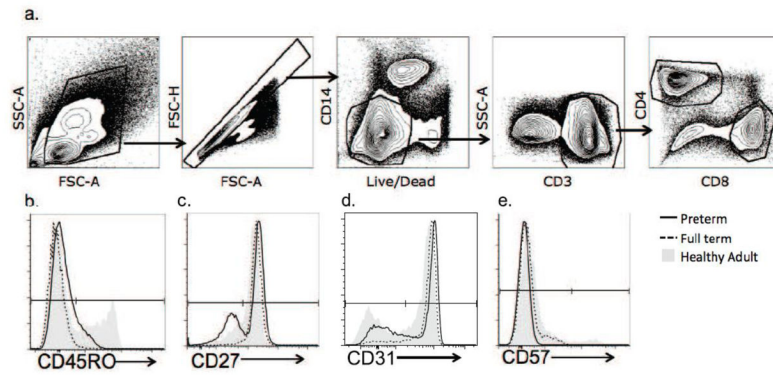 a.
SSC-A
FSC-A
FSC-H
FSC-A
CD14
Live/Dead
SSC-A
CD3
CD4
CD8
b.
CD45RO
c.
CD27
d.
CD31
e.
CD57
Preterm
Full term
Healthy Adult